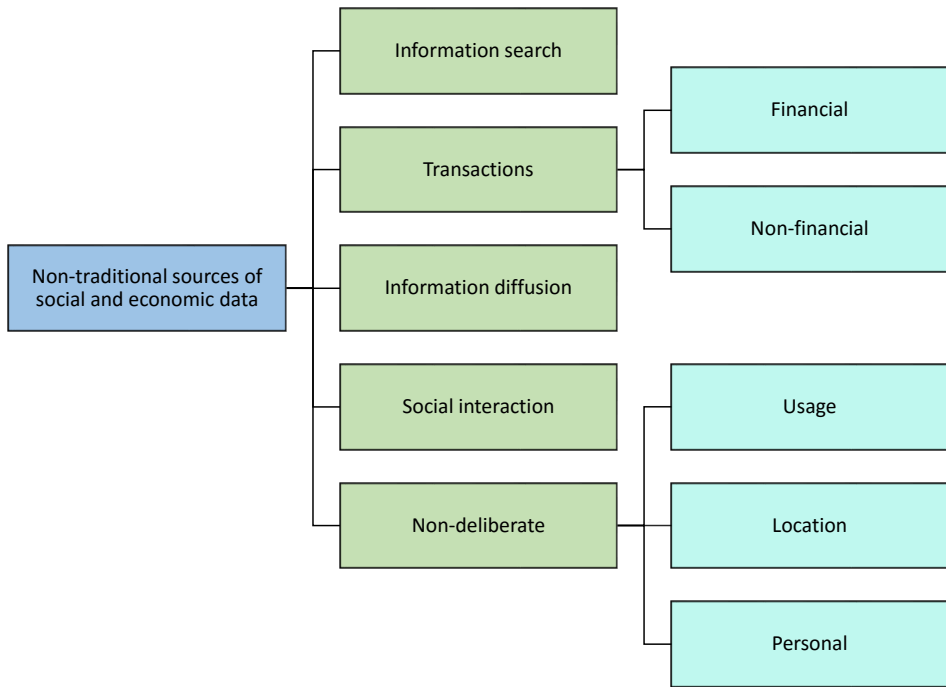 Information search
Financial
Transactions
Non-financial
Non-traditional sources of
social and economic data
Information diffusion
Social interaction
Usage
Non-deliberate
Location
Personal